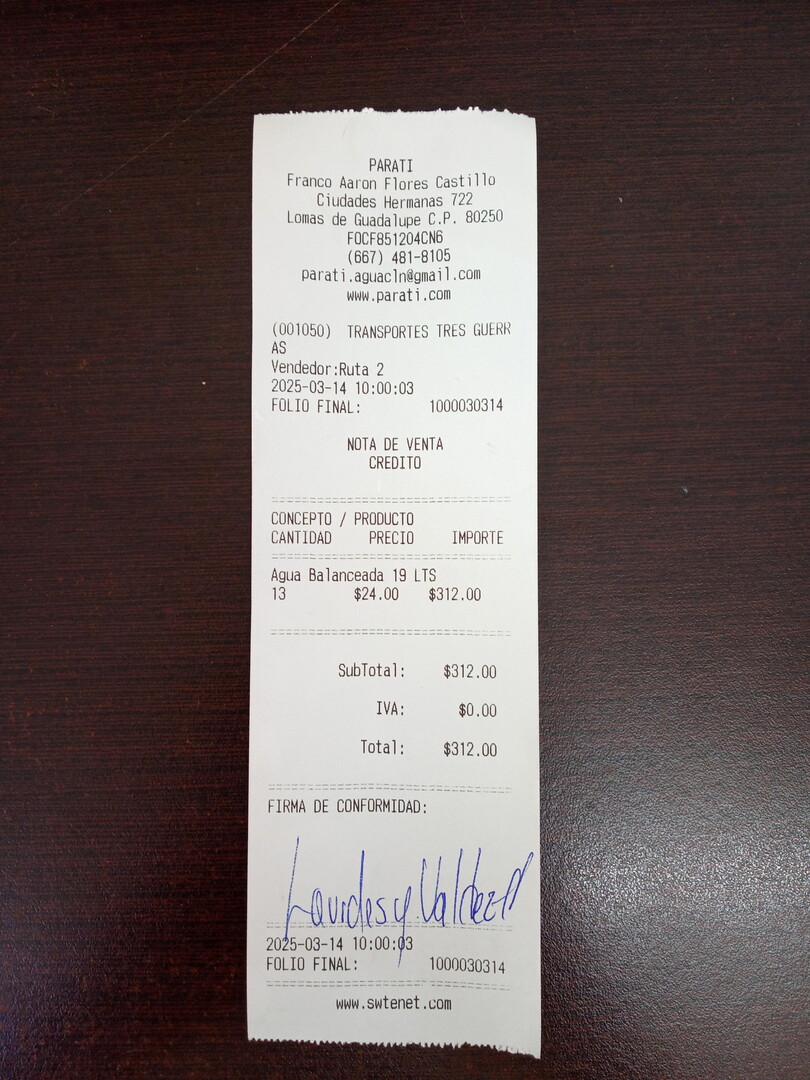 PARATI
Franco Aaron Flores Castillo
Ciudades Hermanas 722
Lomas de Guadalupe C.P. 80250
FOCF851204CN6
(667) 481-8105
parati.aguacln@gmail.com
www.parati.com
(001050) TRANSPORTES TRES GUERR
AS
Vendedor:Ruta 2
2025-03-14 10:00:03
FOLIO FINAL: 1000030314
NOTA DE VENTA
CREDITO
CONCEPTO / PRODUCTO
CANTIDAD PRECIO IMPORTE
Agua Balanceada 19 LTS
13 $24.00 $312.00
SubTotal: $312.00
IVA: $0.00
Total: $312.00
FIRMA DE CONFORMIDAD:
Valdez
2025-03-14 10:00:03
FOLIO FINAL: 1000030314
www.swtenet.com